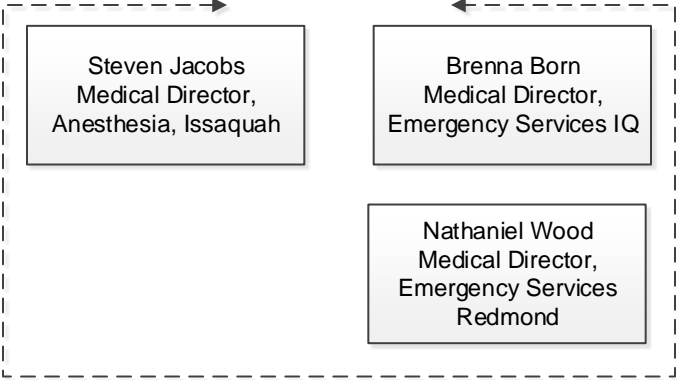 Steven Jacobs
Medical Director,
Anesthesia, Issaquah
Brenna Born
Medical Director,
Emergency Services IQ
Nathaniel Wood
Medical Director,
Emergency Services
Redmond